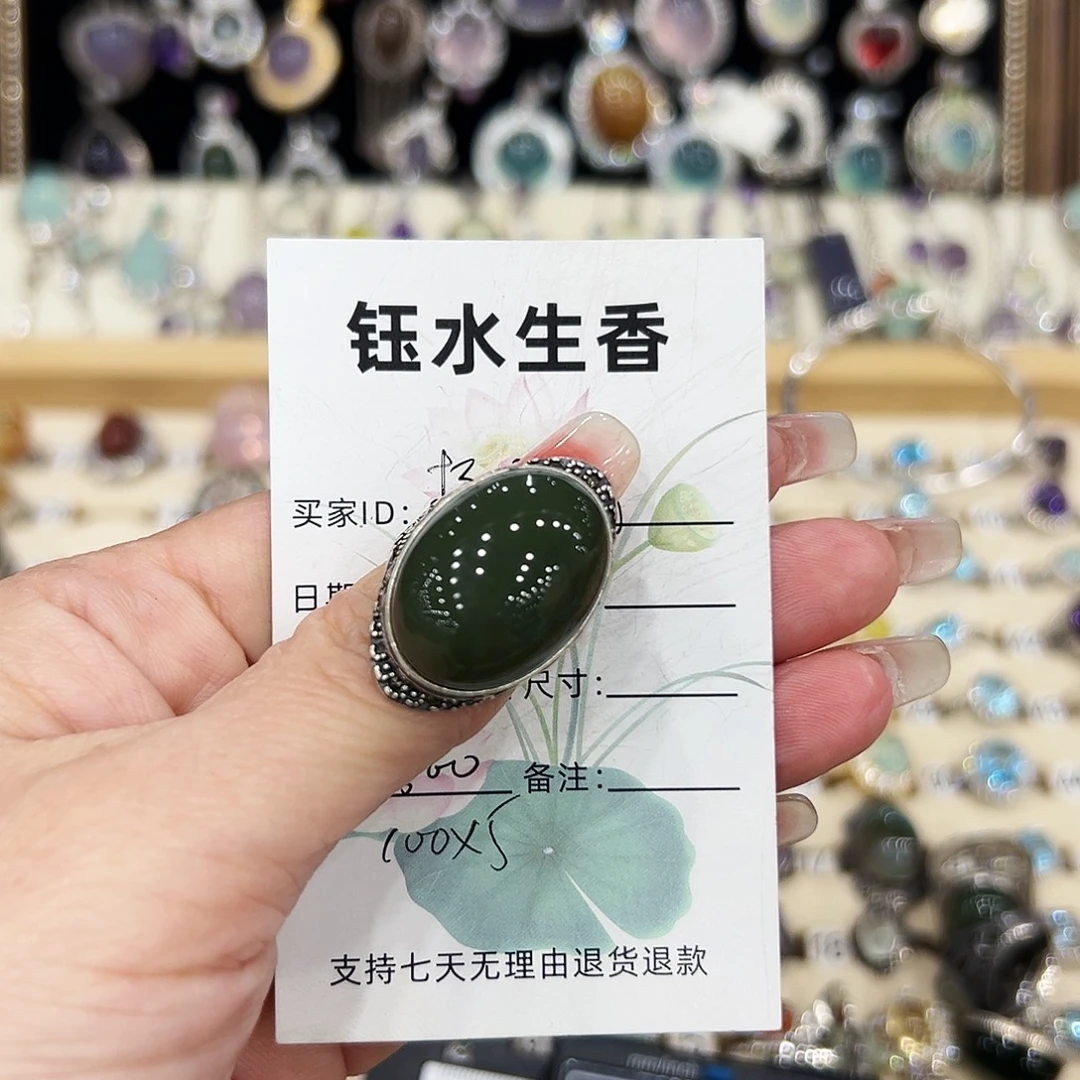 钰水生香
买家ID:
日期
尺寸:
备注:
100X5
支持七天无理由退货退款